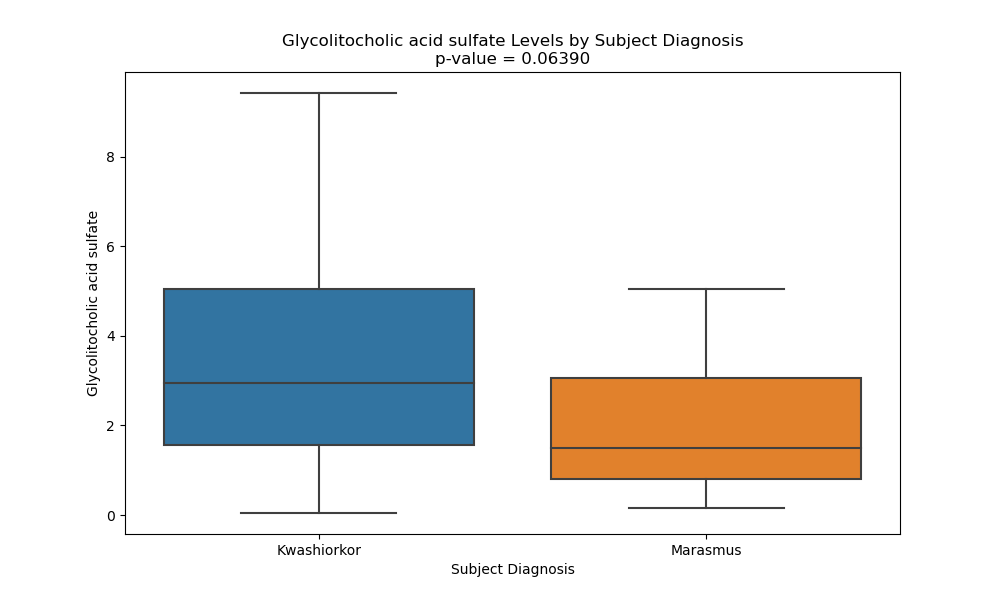 Glycolitocholic acid sulfate Levels by Subject Diagnosis
p-value = 0.06390
Glycolitocholic acid sulfate
8
6
4
2
0
Kwashiorkor
Marasmus
Subject Diagnosis